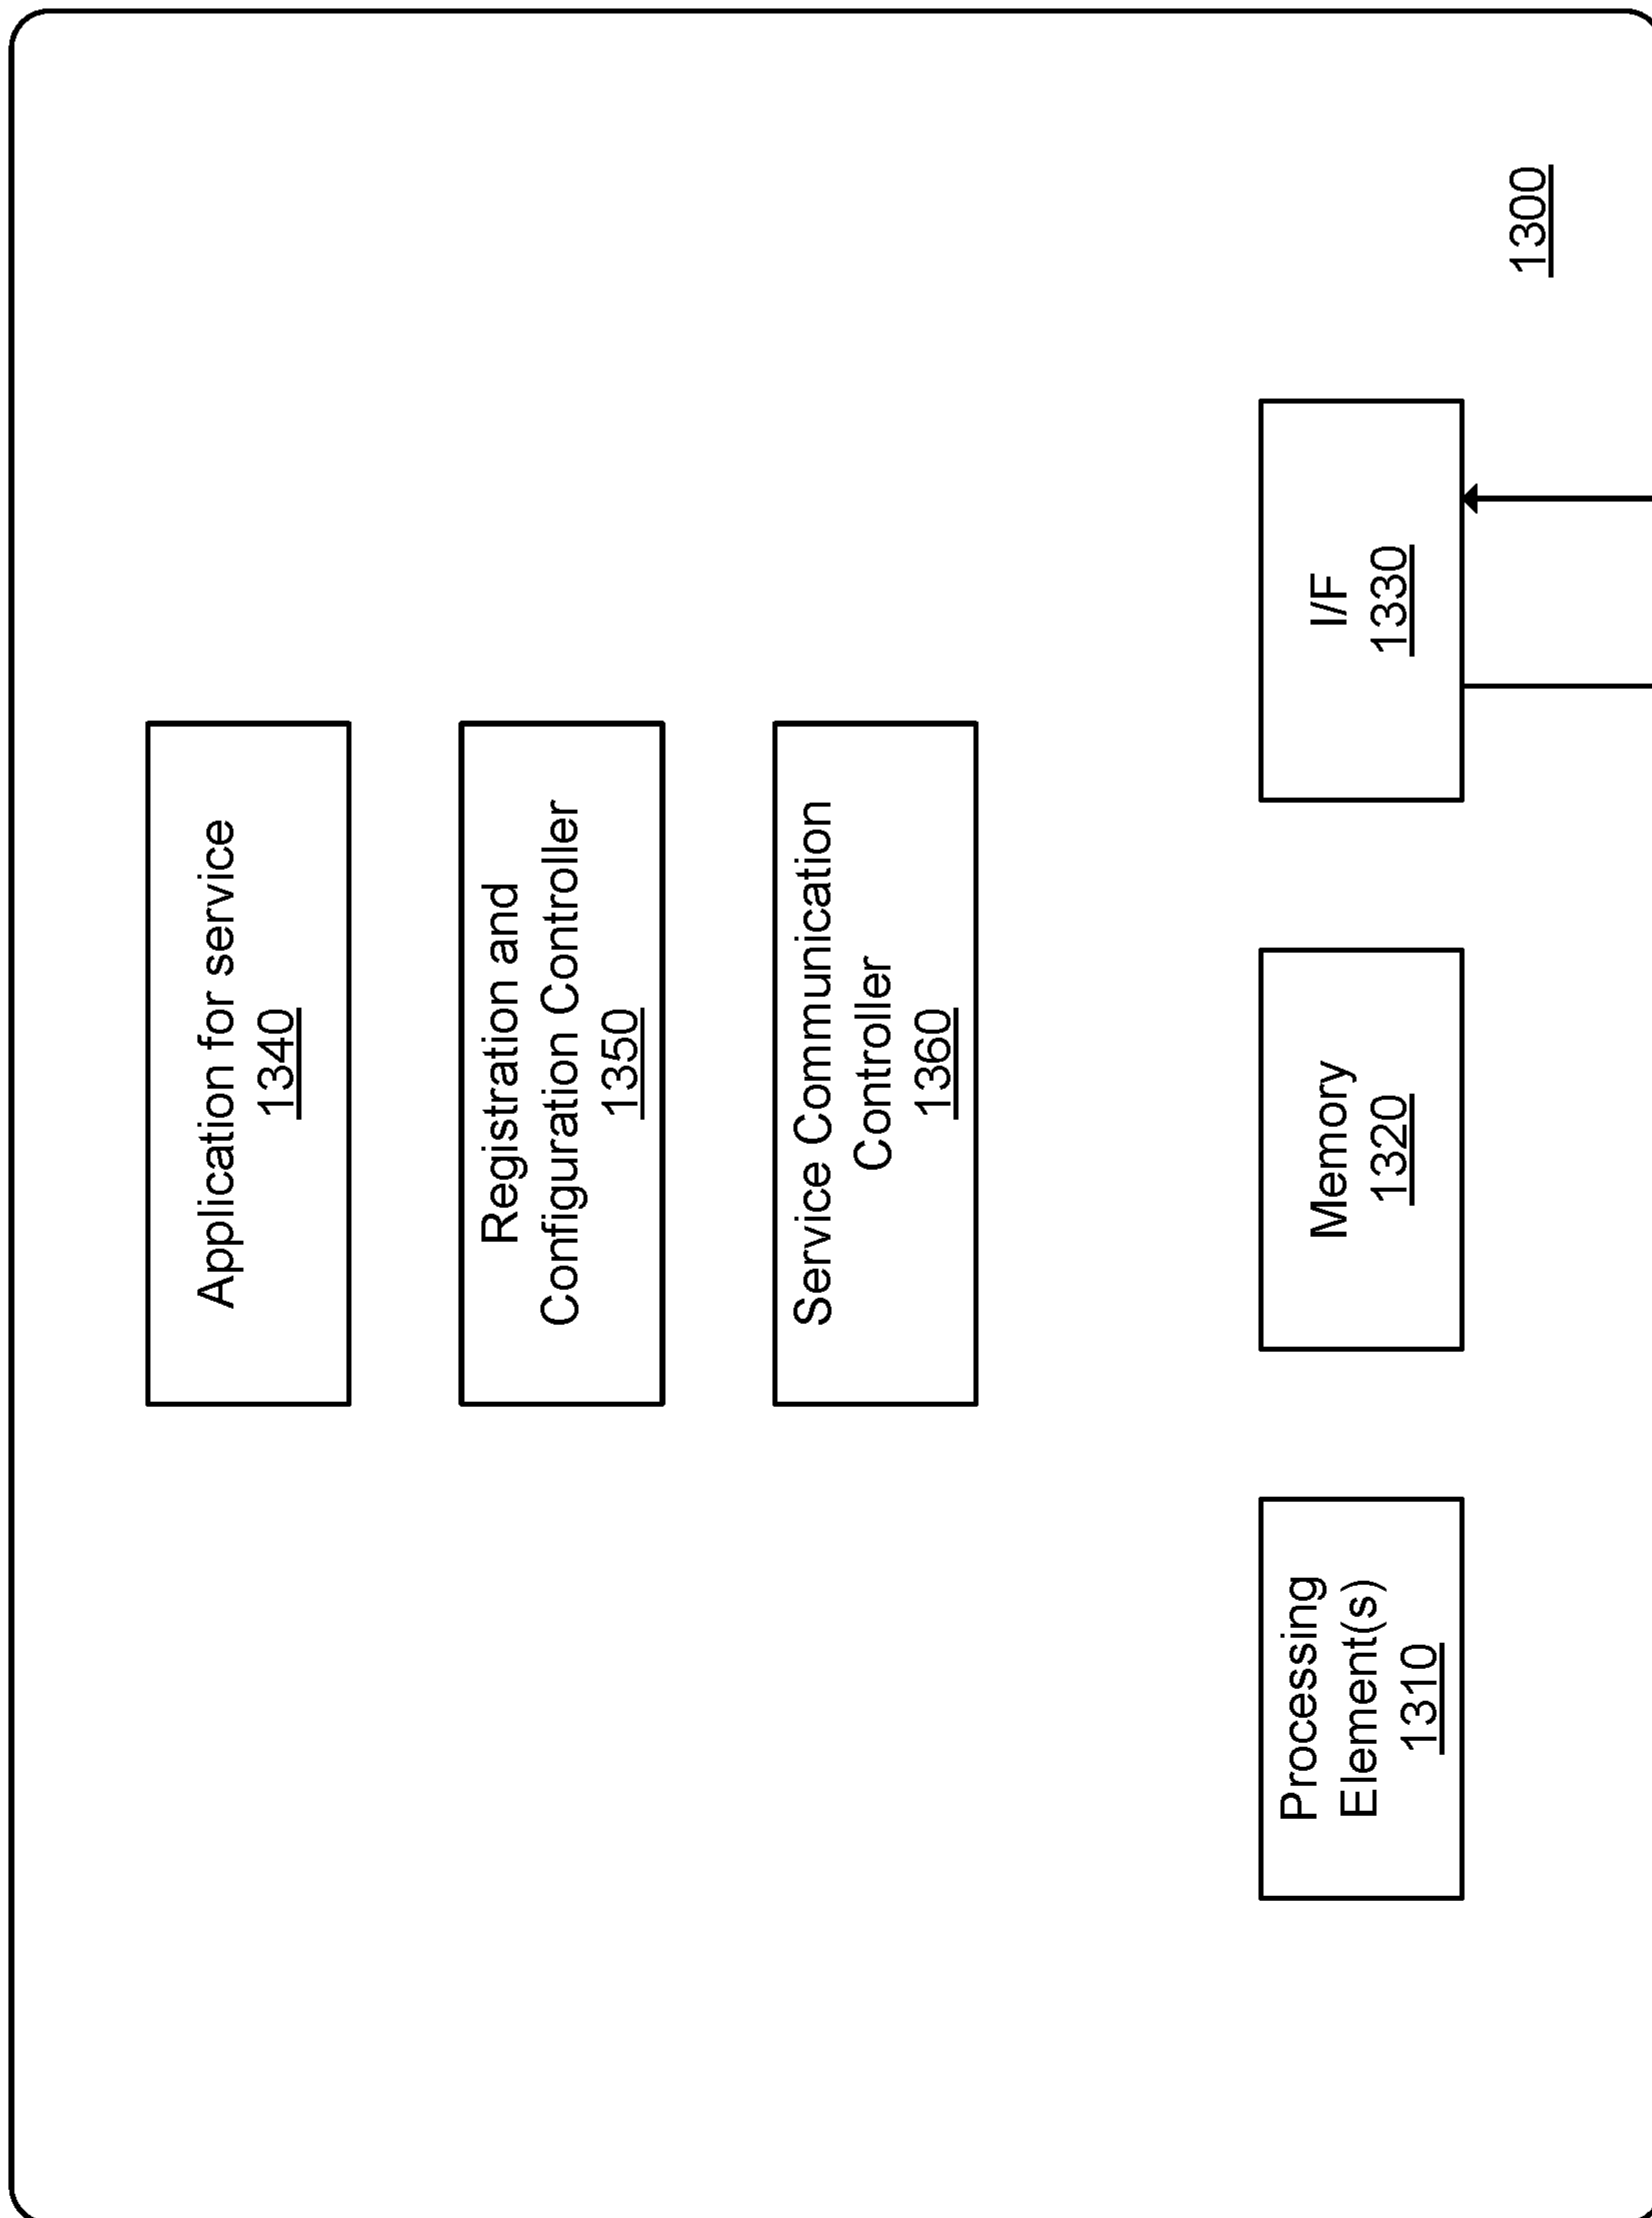 Application for service
1340
Registration and
Configuration Controller
1350
Service Communication
Controller
1360
Processing
Element(s)
1310
Memory
1320
I/F
1330
1300